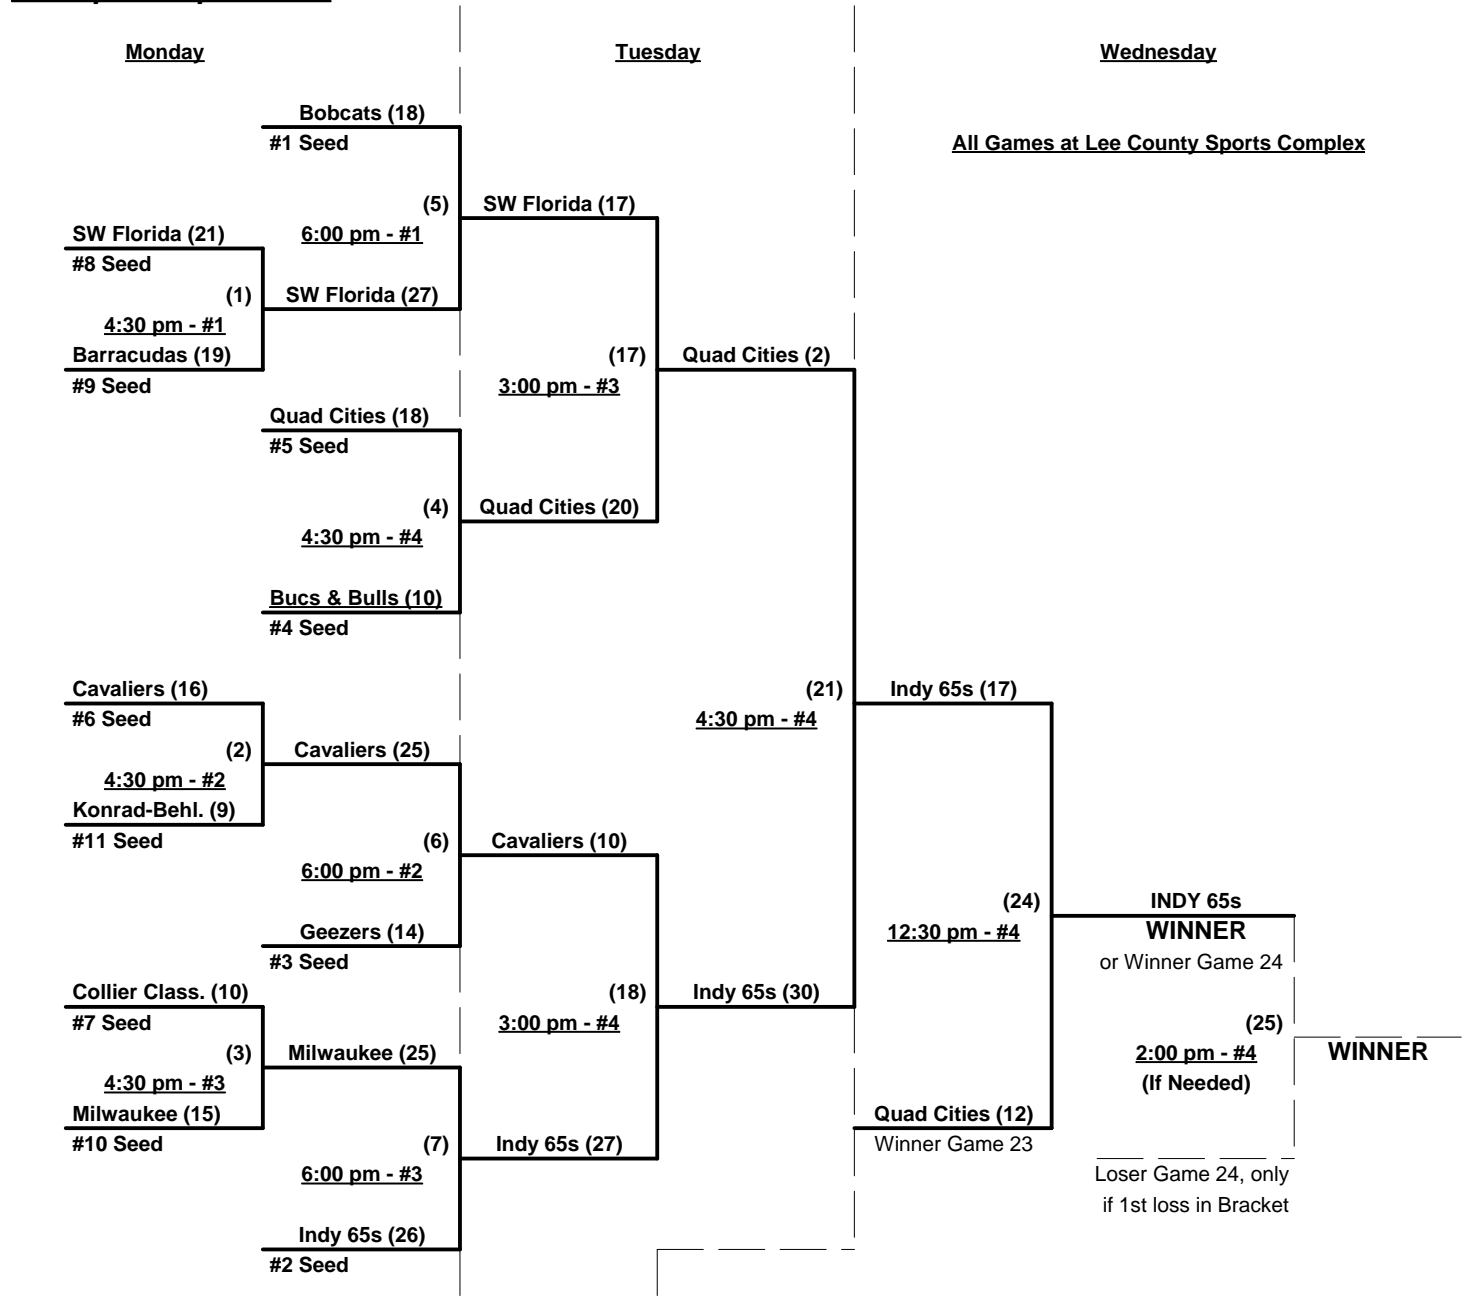 Monday
Tuesday
Wednesday
Bobcats (18)
#1 Seed
All Games at Lee County Sports Complex
(5)
SW Florida (17)
SW Florida (21)
6:00 pm - #1
#8 Seed
(1)
SW Florida (27)
4:30 pm - #1
Barracudas (19)
(17)
Quad Cities (2)
#9 Seed
3:00 pm - #3
Quad Cities (18)
#5 Seed
(4)
Quad Cities (20)
4:30 pm - #4
Bucs & Bulls (10)
#4 Seed
Cavaliers (16)
(21)
Indy 65s (17)
#6 Seed
4:30 pm - #4
(2)
Cavaliers (25)
4:30 pm - #2
Konrad-Behl. (9)
#11 Seed
(6)
Cavaliers (10)
6:00 pm - #2
(24)
INDY 65s
Geezers (14)
12:30 pm - #4
WINNER
#3 Seed
or Winner Game 24
Collier Class. (10)
(18)
Indy 65s (30)
#7 Seed
3:00 pm - #4
(25)
(3)
Milwaukee (25)
2:00 pm - #4
WINNER
4:30 pm - #3
(If Needed)
Milwaukee (15)
Quad Cities (12)
#10 Seed
(7)
Indy 65s (27)
Winner Game 23
6:00 pm - #3
Loser Game 24, only
if 1st loss in Bracket
Indy 65s (26)
#2 Seed